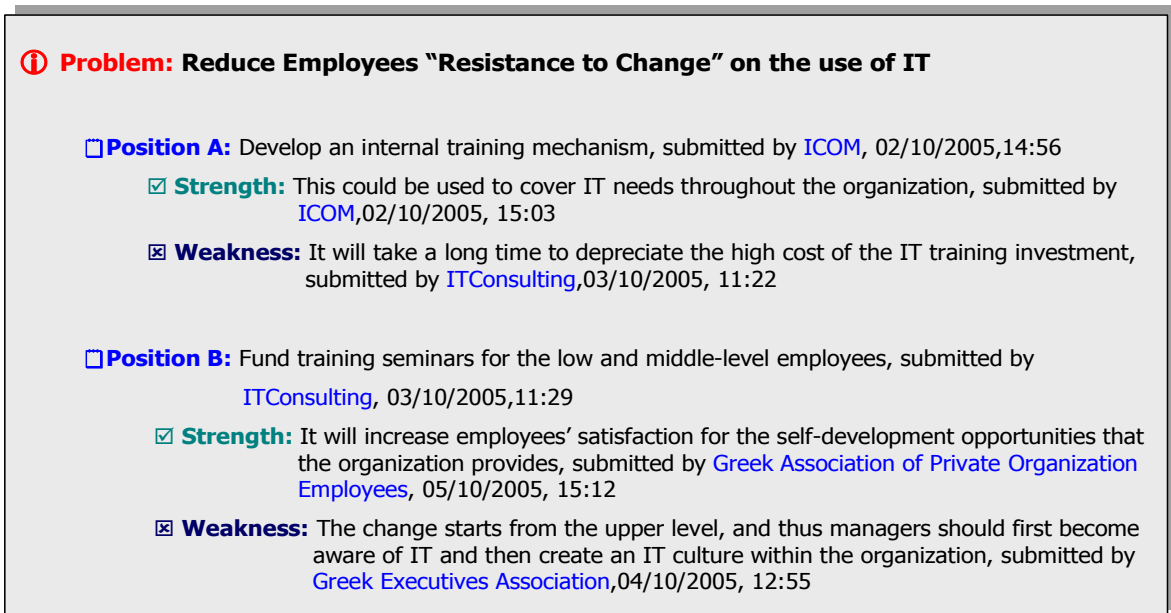 Problem: Reduce Employees “Resistance to Change” on the use of IT
Position A: Develop an internal training mechanism, submitted by ICOM, 02/10/2005,14:56
Strength: This could be used to cover IT needs throughout the organization, submitted by
ICOM,02/10/2005, 15:03
Weakness: It will take a long time to depreciate the high cost of the IT training investment,
submitted by ITConsulting,03/10/2005, 11:22
Position B: Fund training seminars for the low and middle-level employees, submitted by
ITConsulting, 03/10/2005,11:29
Strength: It will increase employees’ satisfaction for the self-development opportunities that
the organization provides, submitted by Greek Association of Private Organization
Employees, 05/10/2005, 15:12
Weakness: The change starts from the upper level, and thus managers should first become
aware of IT and then create an IT culture within the organization, submitted by
Greek Executives Association,04/10/2005, 12:55